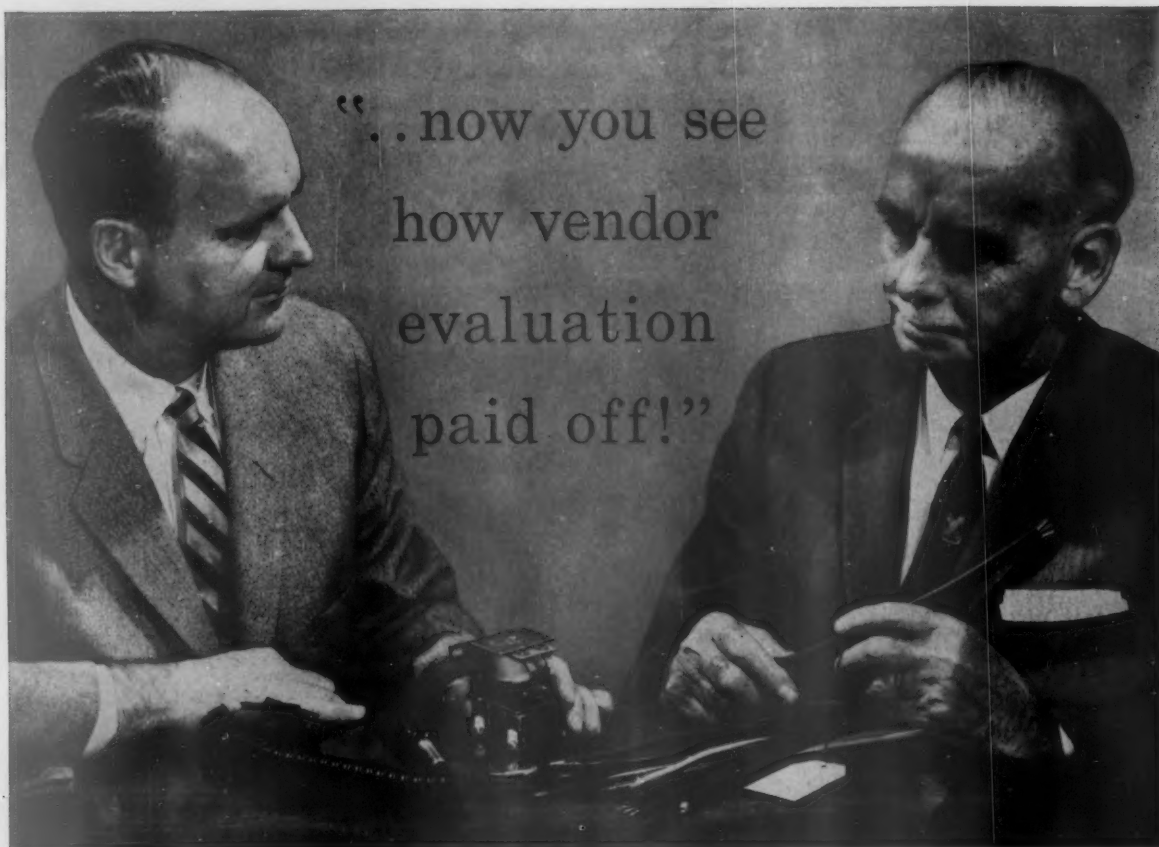 “..now you see
how vendor
evaluation
paid off!”